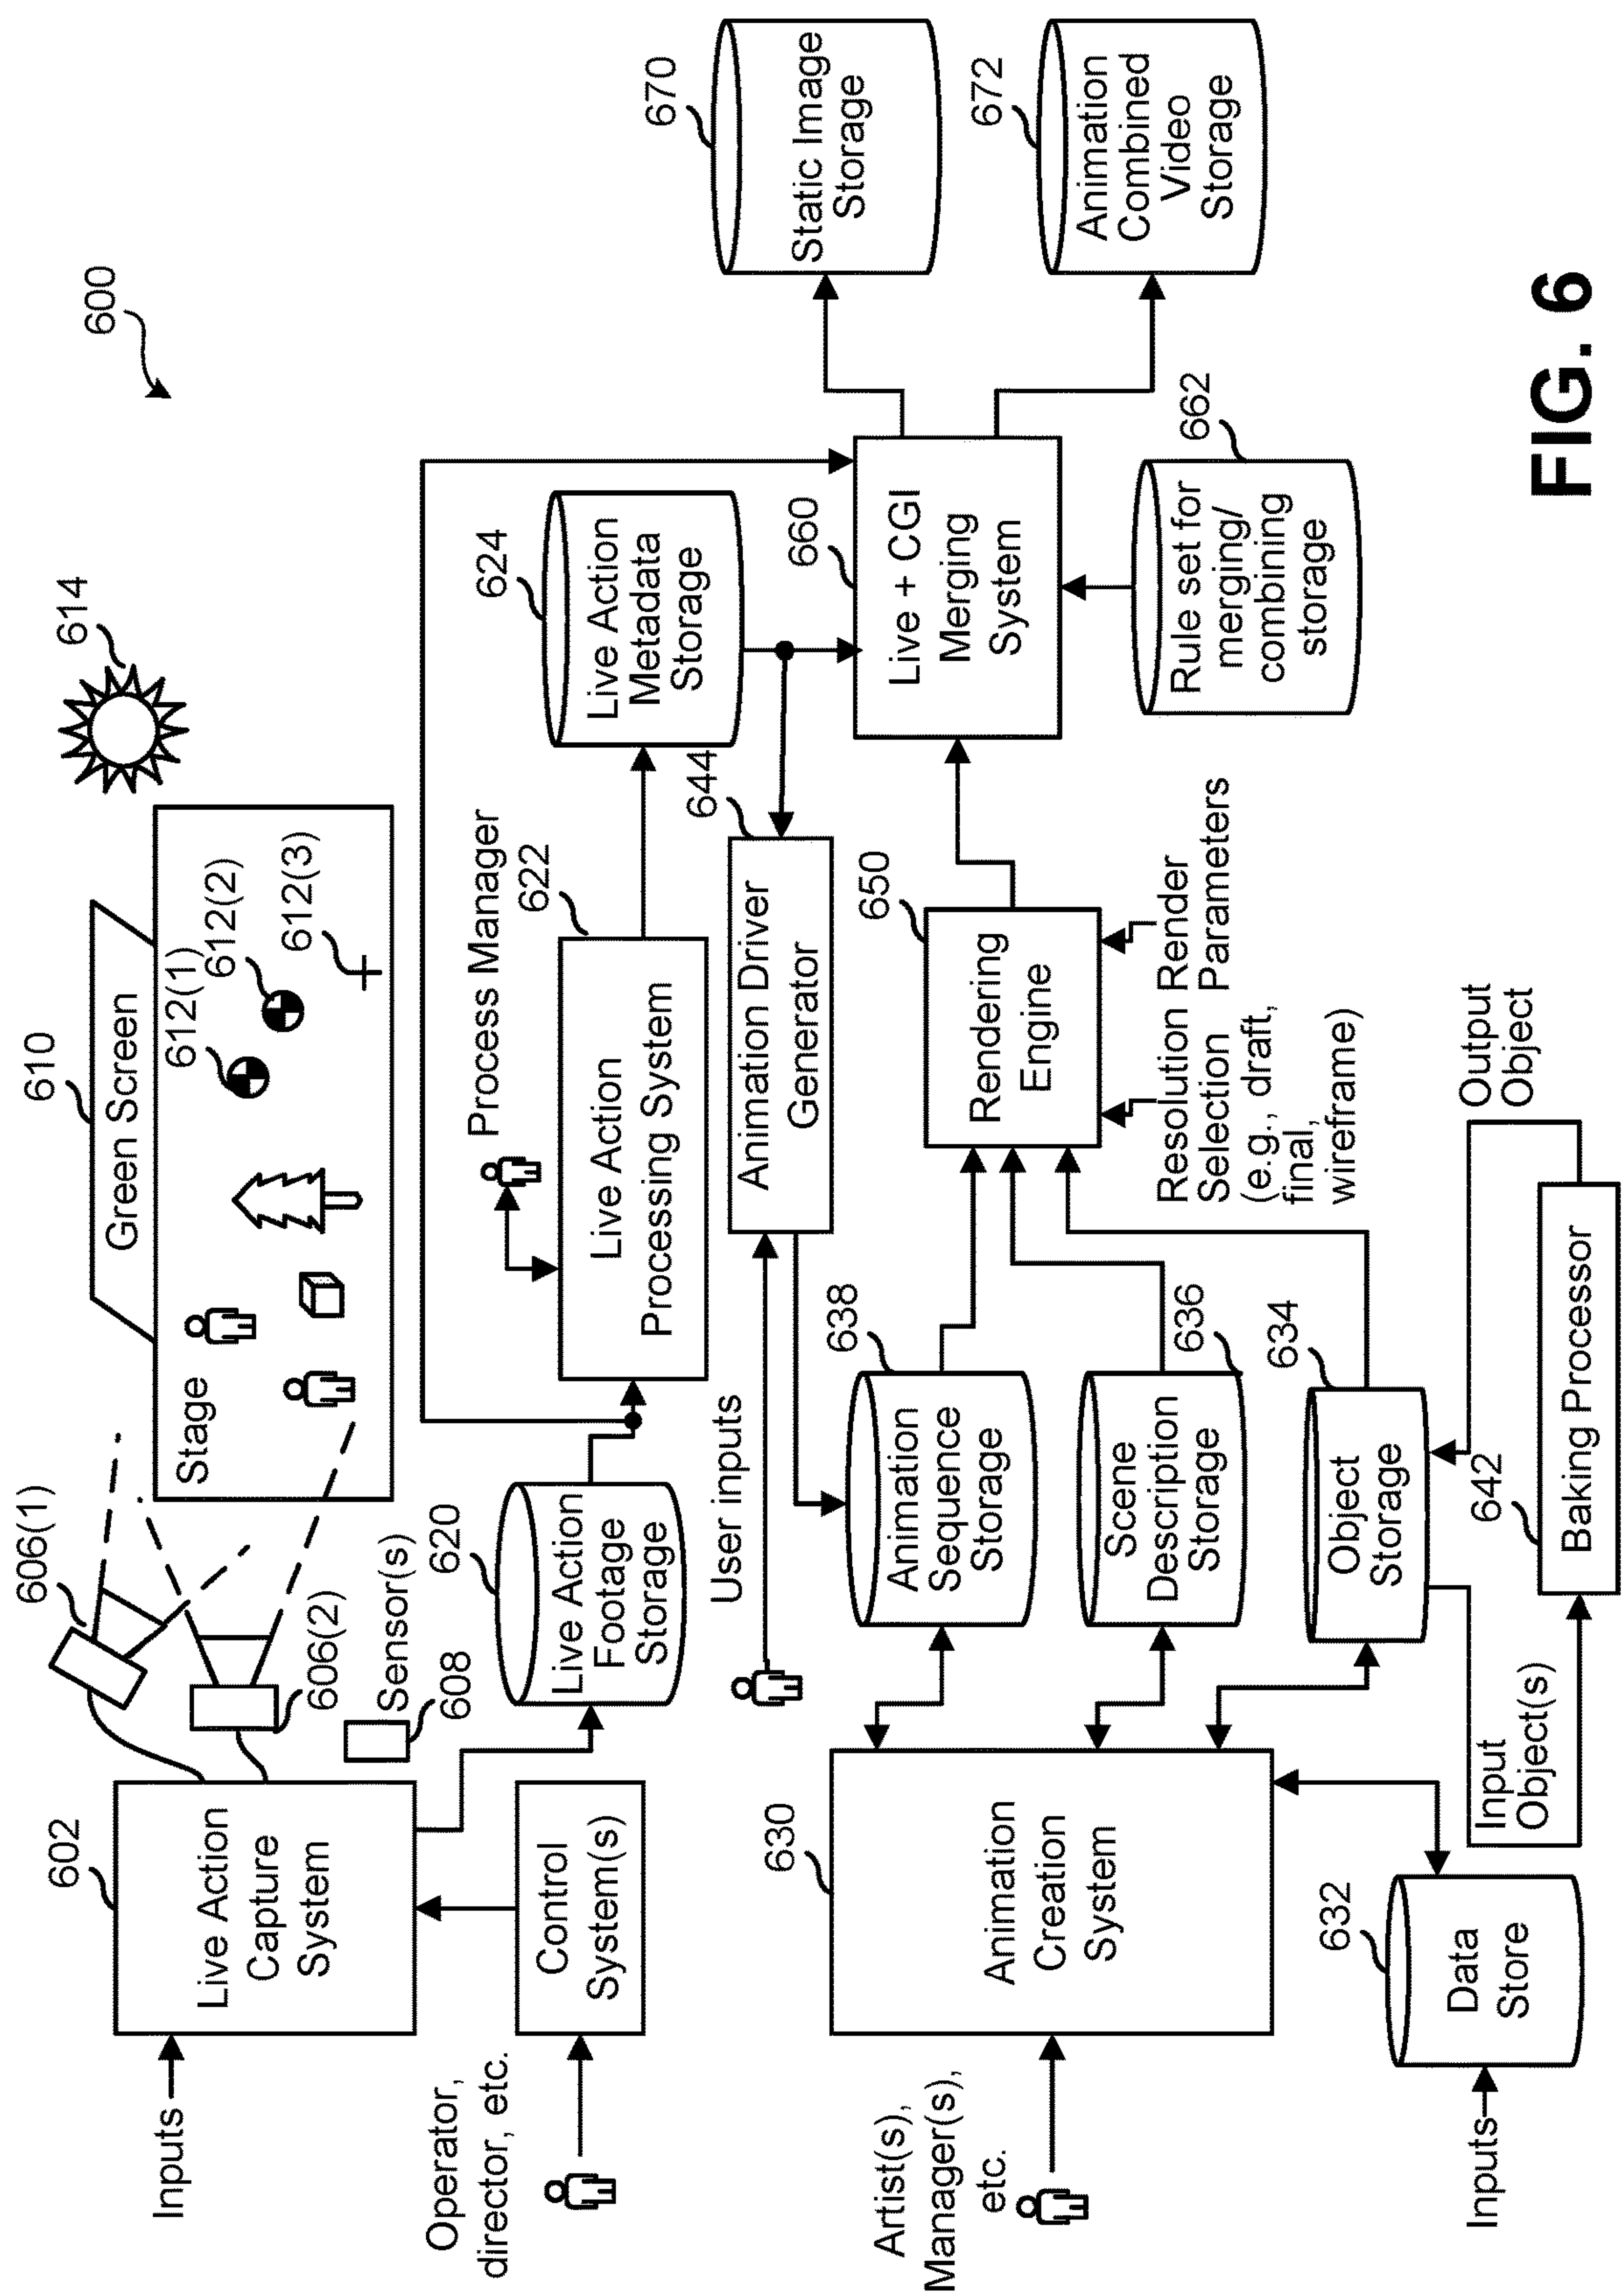 600
602
Live Action
Capture
System
Inputs
606(1)
606(2)
Sensor(s)
608
610
Green Screen
Stage
612(1)
612(2)
612(3)
614
Operator,
director, etc.
Control
System(s)
620
Live Action
Footage
Storage
Process Manager
622
Live Action
Processing System
624
Live Action
Metadata
Storage
User inputs
644
Animation Driver
Generator
630
Animation
Creation
System
Artist(s),
Manager(s),
etc.
638
Animation
Sequence
Storage
636
Scene
Description
Storage
634
Object
Storage
632
Data
Store
Inputs
Input
Object(s)
642
Baking Processor
Output
Object
650
Rendering
Engine
Resolution
Selection
(e.g., draft,
final,
wireframe)
Render
Parameters
660
Live + CGI
Merging
System
662
Rule set for
merging/
combining
storage
670
Static Image
Storage
672
Animation
Combined
Video
Storage
FIG. 6